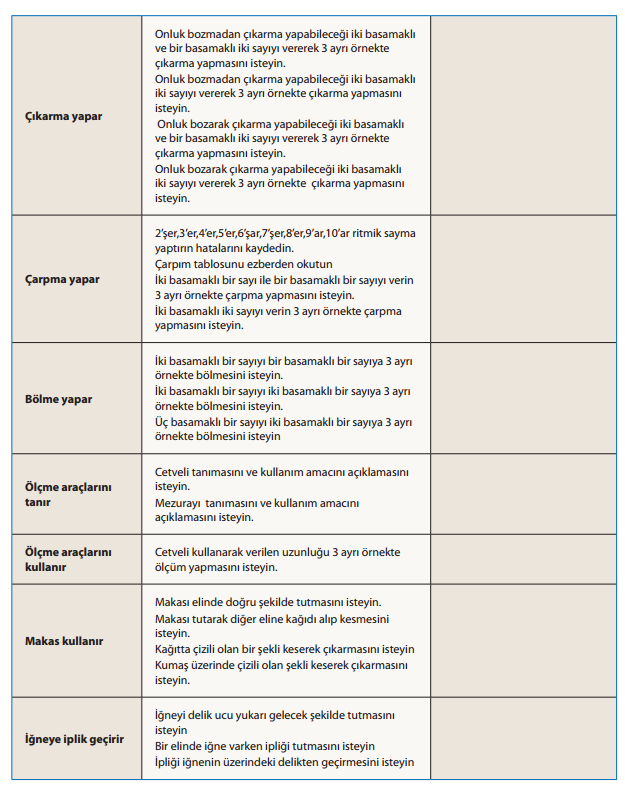 Çıkarma yapar
Onluk bozmadan çıkarma yapabileceği iki basamaklı
ve bir basamaklı iki sayıyı vererek 3 ayrı örnekte
çıkarma yapmasını isteyin.
Onluk bozmadan çıkarma yapabileceği iki basamaklı
iki sayıyı vererek 3 ayrı örnekte çıkarma yapmasını
isteyin.
Onluk bozarak çıkarma yapabileceği iki basamaklı
ve bir basamaklı iki sayıyı vererek 3 ayrı örnekte
çıkarma yapmasını isteyin.
Onluk bozarak çıkarma yapabileceği iki basamaklı
iki sayıyı vererek 3 ayrı örnekte çıkarma yapmasını
isteyin.
Çarpma yapar
2'şer,3'er,4'er,5'er,6'şar,7'şer,8'er,9'ar,10'ar ritmik sayma
yaptırın hatalarını kaydedin.
Çarpım tablosunu ezberden okutun
İki basamaklı bir sayı ile bir basamaklı bir sayıyı verin
3 ayrı örnekte çarpma yapmasını isteyin.
İki basamaklı iki sayıyı verin 3 ayrı örnekte çarpma
yapmasını isteyin.
Bölme yapar
İki basamaklı bir sayıyı bir basamaklı bir sayıya 3 ayrı
örnekte bölmesini isteyin.
İki basamaklı bir sayıyı iki basamaklı bir sayıya 3 ayrı
örnekte bölmesini isteyin.
Üç basamaklı bir sayıyı iki basamaklı bir sayıya 3 ayrı
örnekte bölmesini isteyin
Ölçme araçlarını
tanır
Cetveli tanımasını ve kullanım amacını açıklamasını
isteyin.
Mezurayı tanımasını ve kullanım amacını
açıklamasını isteyin.
Ölçme araçlarını
kullanır
Cetveli kullanarak verilen uzunluğu 3 ayrı örnekte
ölçüm yapmasını isteyin.
Makas kullanır
Makası elinde doğru şekilde tutmasını isteyin.
Makası tutarak diğer eline kağıdı alıp kesmesini
isteyin.
Kağıtta çizili olan bir şekli keserek çıkarmasını isteyin
Kumaş üzerinde çizili olan şekli keserek çıkarmasını
isteyin.
İğneye iplik geçirir
İğneyi delik ucu yukarı gelecek şekilde tutmasını
isteyin
Bir elinde iğne varken ipliği tutmasını isteyin
İpliği iğnenin üzerindeki delikten geçirmesini isteyin